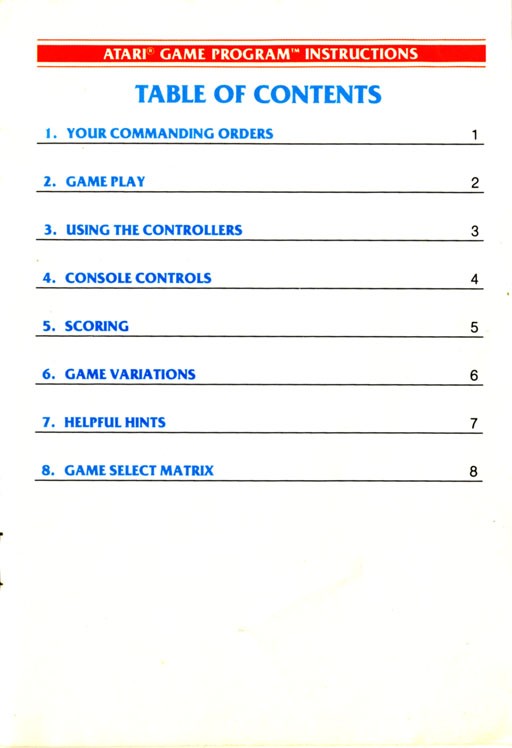 ATARI® GAME PROGRAM™ INSTRUCTIONS
TABLE OF CONTENTS
1. YOUR COMMANDING ORDERS 1
2. GAME PLAY 2
3. USING THE CONTROLLERS 3
4. CONSOLE CONTROLS 4
5. SCORING 5
6. GAME VARIATIONS 6
7. HELPFUL HINTS 7
8. GAME SELECT MATRIX 8